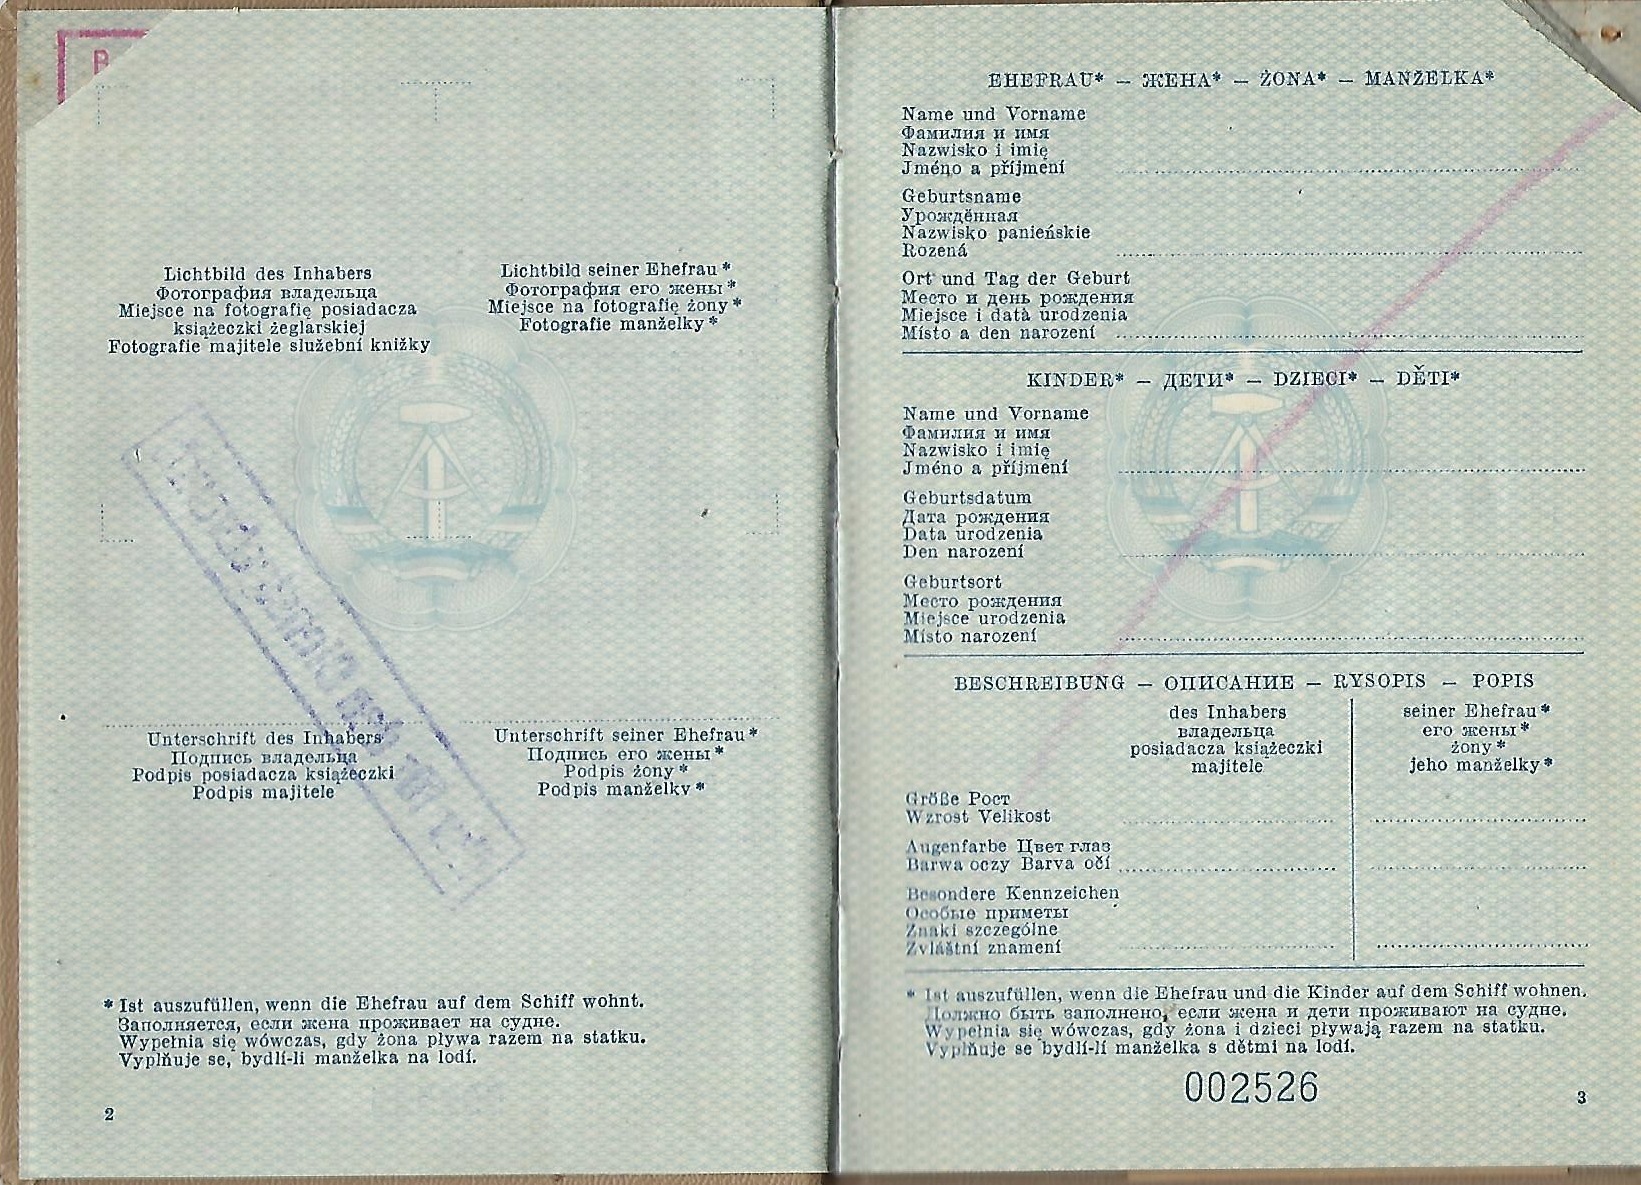 B
Lichtbild des Inhabers
Фотография владельца
Miejsce na fotografię posiadacza
książeczki żeglarskiej
Fotografie majitele služební knižky
Lichtbild seiner Ehefrau *
Фотография его жены *
Miejsce na fotografię żony *
Fotografie manželky *
Unterschrift des Inhabers
Подпись владельца
Podpis posiadacza książeczki
Podpis majitele
Unterschrift seiner Ehefrau *
Подпись его жены *
Podpis żony *
Podpis manželky *
* Ist auszufüllen, wenn die Ehefrau auf dem Schiff wohnt.
Заполняется, если жена проживает на судне.
Wypełnia się wówczas, gdy żona pływa razem na statku.
Vyplňuje se, bydlí-li manželka na lodí.
2
EHEFRAU* – ЖЕНА* – ŻONA* – MANŽELKA*
Name und Vorname
Фамилия и имя
Nazwisko i imię
Jméno a příjmení
Geburtsname
Урождённая
Nazwisko panieńskie
Rozená
Ort und Tag der Geburt
Место и день рождения
Miejsce i data urodzenia
Místo a den narození
KINDER* – ДЕТИ* – DZIECI* – DĚTI*
Name und Vorname
Фамилия и имя
Nazwisko i imię
Jméno a příjmení
Geburtsdatum
Дата рождения
Data urodzenia
Den narození
Geburtsort
Место рождения
Miejsce urodzenia
Místo narození
BESCHREIBUNG – ОПИСАНИЕ – RYSOPIS – POPIS
des Inhabers
владельца
posiadacza książeczki
majitele
seiner Ehefrau *
его жены *
żony *
jeho manželky *
Größe Рост
Wzrost Velikost
Augenfarbe Цвет глаз
Barwa oczy Barva očí
Besondere Kennzeichen
Особые приметы
Znaki szczególne
Zvláštní znamení
* Ist auszufüllen, wenn die Ehefrau und die Kinder auf dem Schiff wohnen.
Должно быть заполнено, если жена и дети проживают на судне.
Wypełnia się wówczas, gdy żona i dzieci pływają razem na statku.
Vyplňuje se bydlí-lí manželka s dětmi na lodí.
002526
3